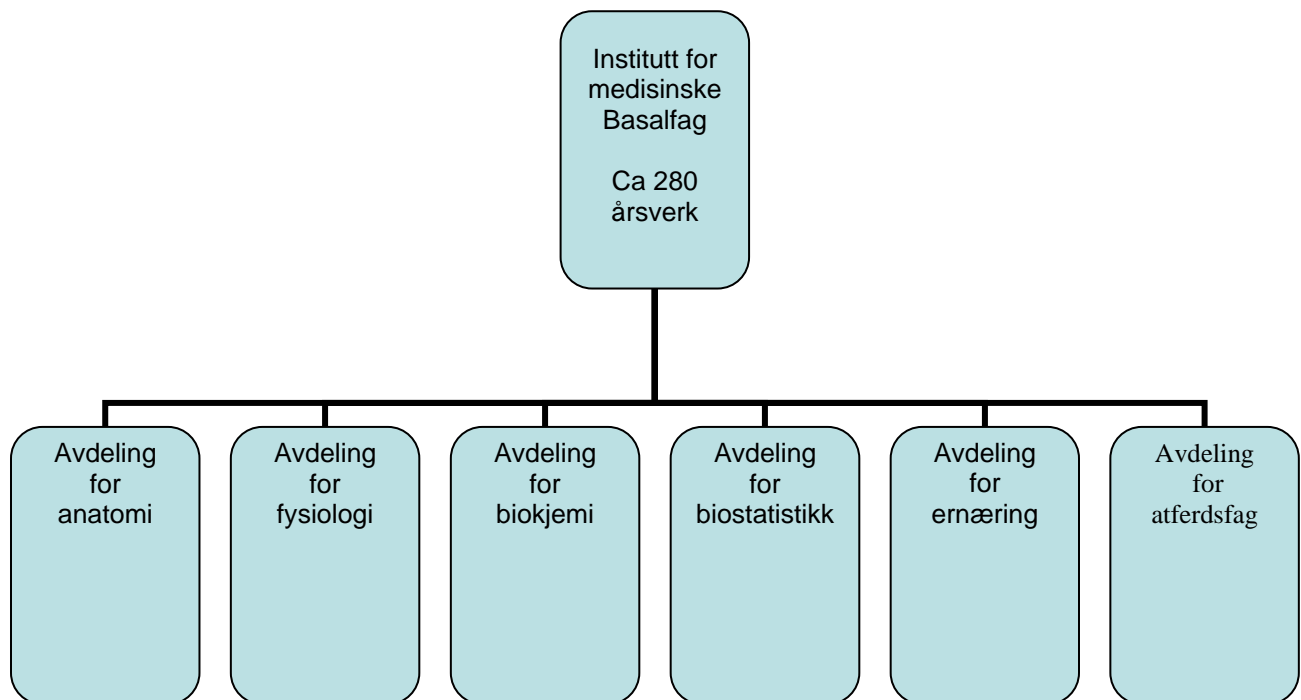 Institutt for
medisinske
Basalfag
Ca 280
årsverk
Avdeling
for
anatomi
Avdeling
for
fysiologi
Avdeling
for
biokjemi
Avdeling
for
biostatistikk
Avdeling
for
ernæring
Avdeling
for
atferdsfag